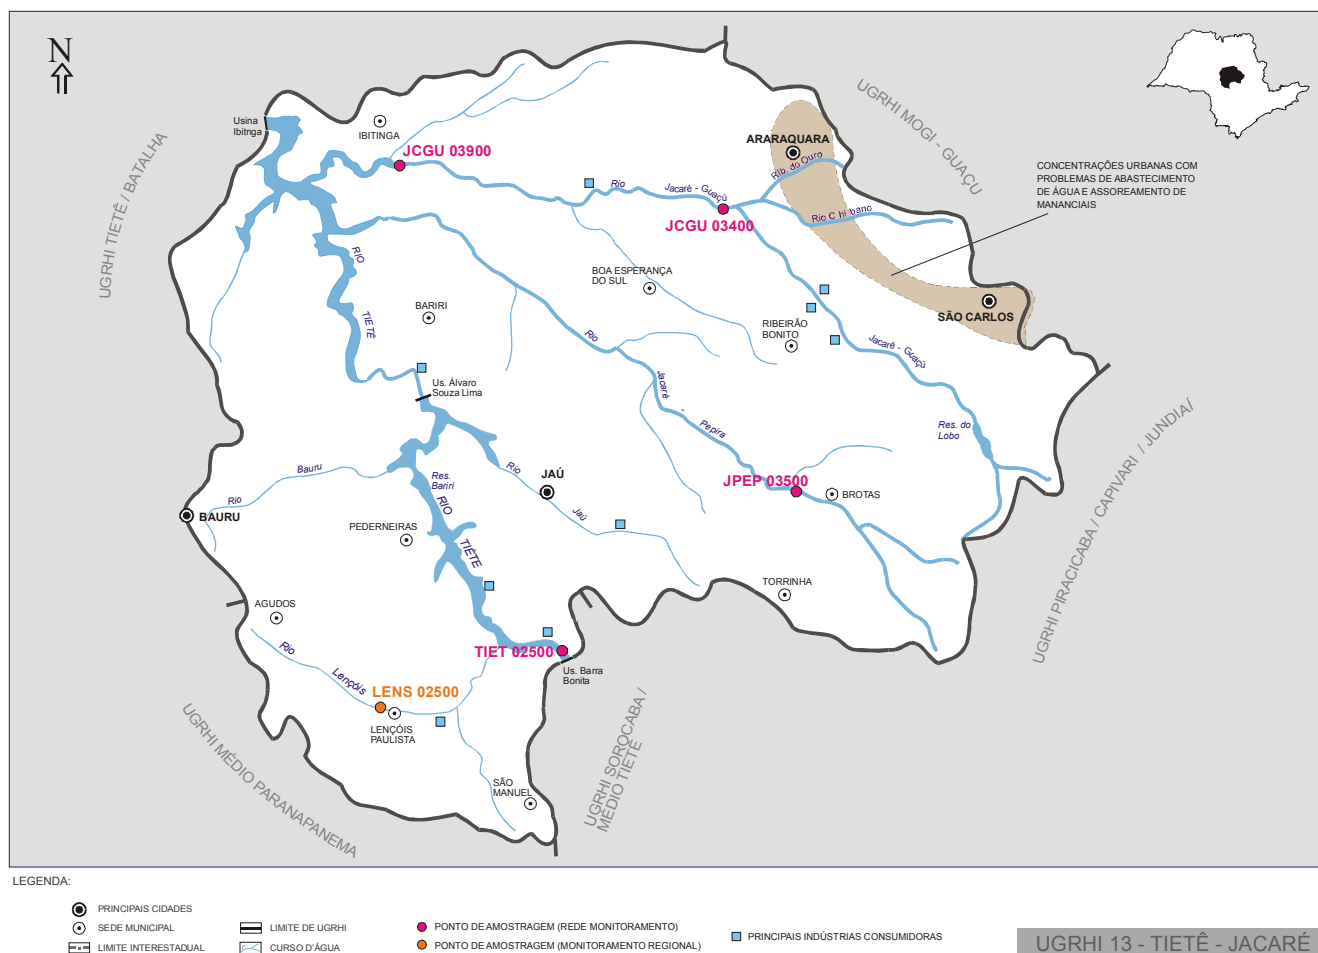 N
Usina
Ibitnga
IBITINGA
JCGU 03900
ARARAQUARA
Rib. do Ouro
UGRHI MOGI - GUAÇU
CONCENTRAÇÕES URBANAS COM
PROBLEMAS DE ABASTECIMENTO
DE ÁGUA E ASSOREAMENTO DE
MANANCIAIS
UGRHI TIETÊ / BATALHA
Rio
Jacaré - Guaçú
JCGU 03400
RIO
BOA ESPERANÇA
DO SUL
BARIRI
TIETÊ
Rio
RIBEIRÃO
BONITO
SÃO CARLOS
Jacaré - Guaçú
Us. Álvaro
Souza Lima
Jacaré - Pepira
Res. do
Lobo
UGRHI PIRACICABA / CAPIVARI / JUNDIA/
Bauru
Rio
Res.
Bariri
RIO
Rio
JAÚ
Jaú
JPEP 03500
BROTAS
BAURU
PEDERNEIRAS
TIÊTE
TORRINHA
AGUDOS
Rio
Lençóis
TIET 02500
Us. Barra
Bonita
LENS 02500
LENÇÓIS
PAULISTA
SÃO
MANUEL
UGRHI MÉDIO PARANAPANEMA
UGRHI SOROCABA /
MÉDIO TIETÊ
LEGENDA:
PRINCIPAIS CIDADES
SEDE MUNICIPAL
LIMITE INTERESTADUAL
LIMITE DE UGRHI
CURSO D'ÁGUA
PONTO DE AMOSTRAGEM (REDE MONITORAMENTO)
PONTO DE AMOSTRAGEM (MONITORAMENTO REGIONAL)
PRINCIPAIS INDÚSTRIAS CONSUMIDORAS
UGRHI 13 - TIETÊ - JACARÉ